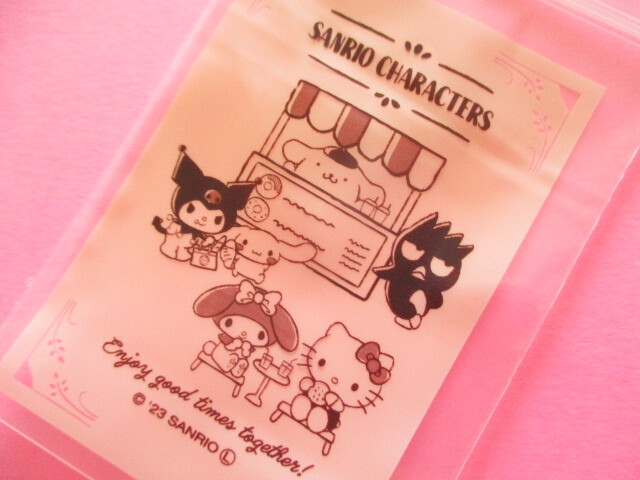 SANRIO CHARACTERS
Enjoy good times together!
© '23 SANRIO Ⓛ